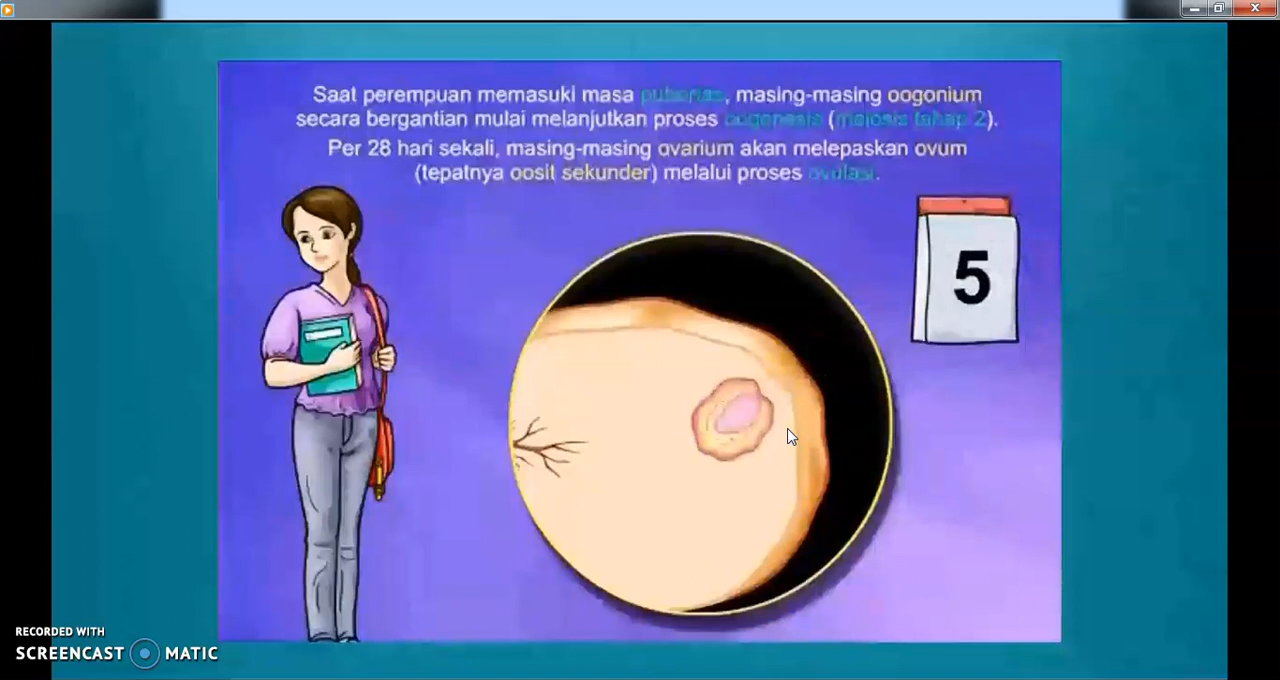 Saat perempuan memasuki masa pubertas, masing-masing oogonium
secara bergantian mulai melanjutkan proses oogenesis (meiosis tahap 2).
Per 28 hari sekali, masing-masing ovarium akan melepaskan ovum
(tepatnya oosit sekunder) melalui proses ovulasi.
5
RECORDED WITH
SCREENCAST MATIC